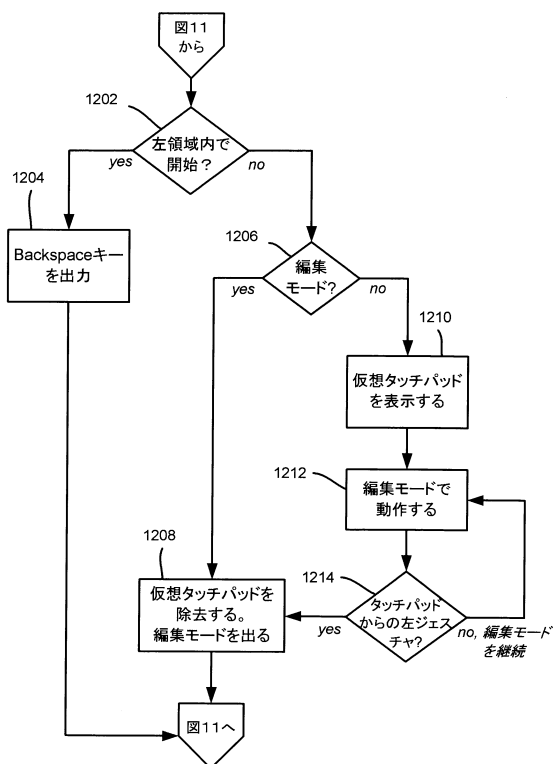 図11
から
1202
左領域内で
開始？
yes
no
1204
Backspaceキー
を出力
1206
編集
モード?
yes
no
1210
仮想タッチパッド
を表示する
1212
編集モードで
動作する
1208
仮想タッチパッドを
除去する。
編集モードを出る
1214
タッチパッド
からの左ジェス
チャ?
yes
no, 編集モード
を継続
図11へ